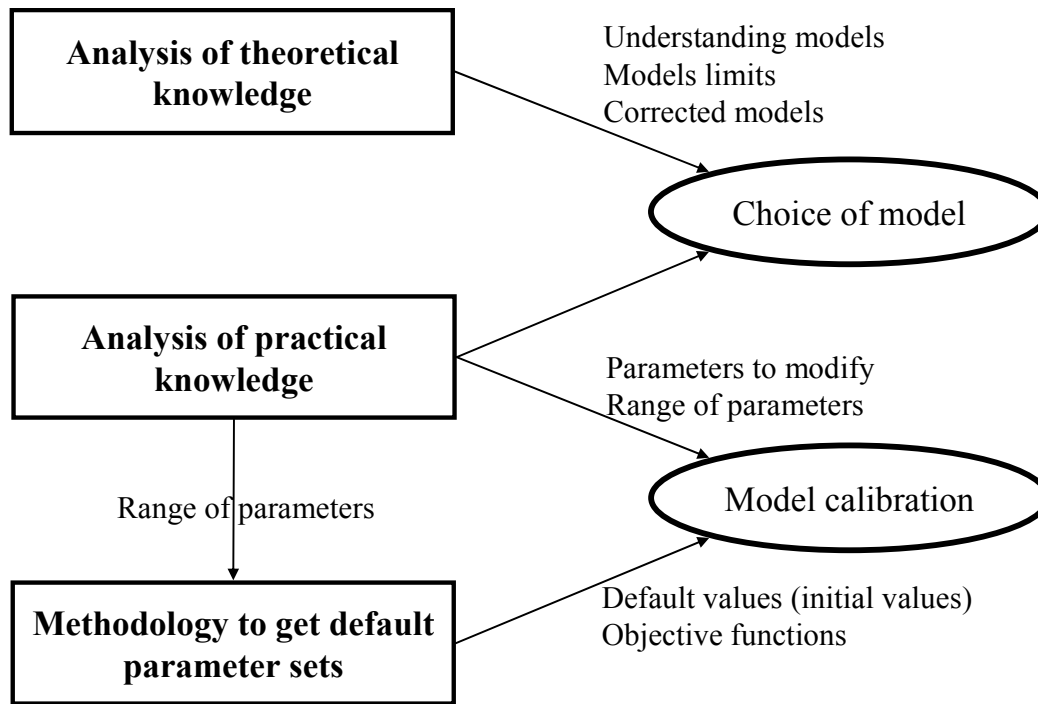 Analysis of theoretical
knowledge
Understanding models
Models limits
Corrected models
Choice of model
Analysis of practical
knowledge
Parameters to modify
Range of parameters
Model calibration
Range of parameters
Methodology to get default
parameter sets
Default values (initial values)
Objective functions